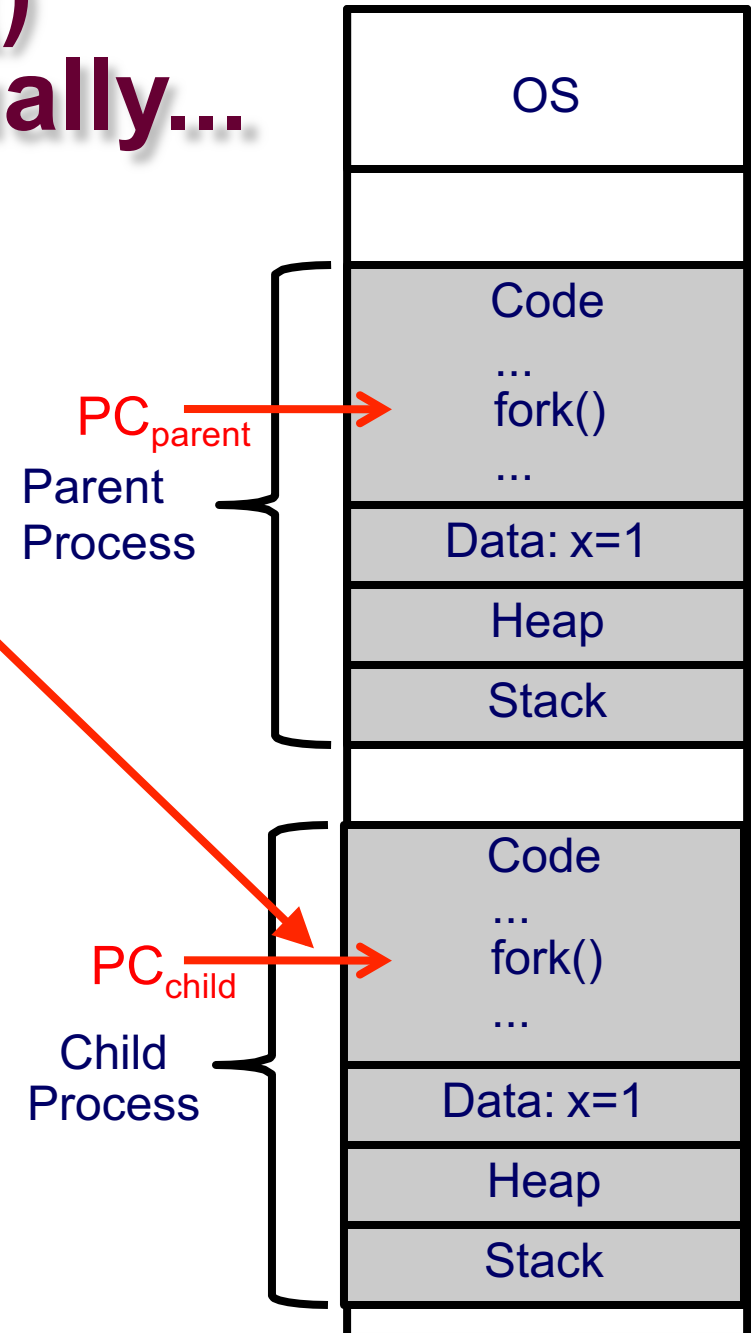 )
ally...
OS
Code
...
fork()
...
PCparent
Parent
Process
Data: x=1
Heap
Stack
Code
...
fork()
...
PCchild
Child
Process
Data: x=1
Heap
Stack